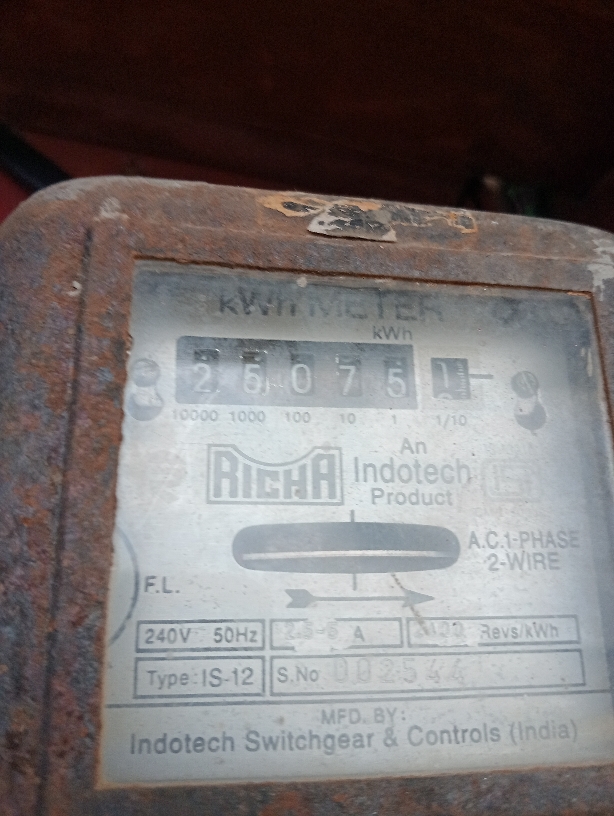 kWh METER
kWh
2 5 0 7 5 1
10000 1000 100 10 1 1/10
An
RICHA Indotech
Product
A.C.1-PHASE
2-WIRE
F.L.
240V 50Hz
A
Revs/kWh
Type:IS-12
S.No 002544
MFD. BY:
Indotech Switchgear & Controls (India)